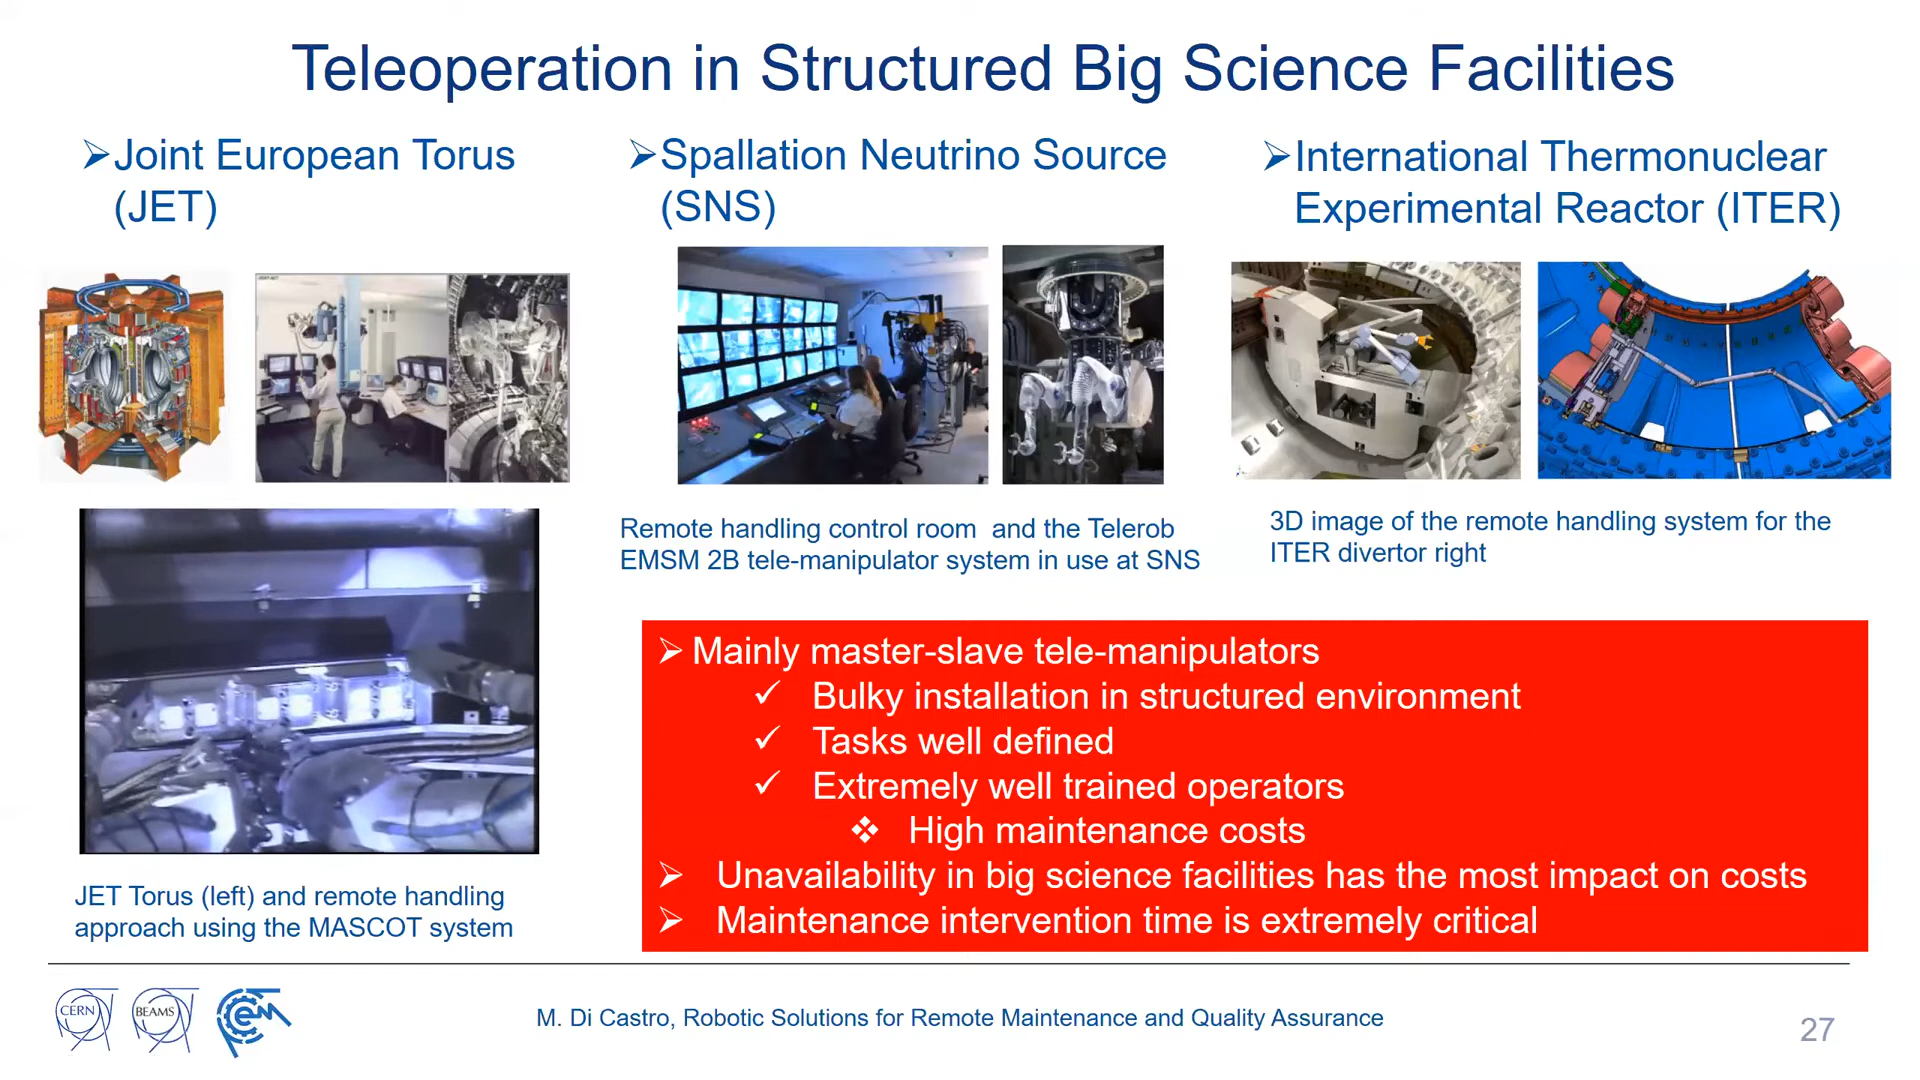 Teleoperation in Structured Big Science Facilities
➢Joint European Torus
(JET)
➢Spallation Neutrino Source
(SNS)
➢International Thermonuclear
Experimental Reactor (ITER)
Remote handling control room and the Telerob
EMSM 2B tele-manipulator system in use at SNS
3D image of the remote handling system for the
ITER divertor right
JET Torus (left) and remote handling
approach using the MASCOT system
➢ Mainly master-slave tele-manipulators
✓ Bulky installation in structured environment
✓ Tasks well defined
✓ Extremely well trained operators
❖ High maintenance costs
➢ Unavailability in big science facilities has the most impact on costs
➢ Maintenance intervention time is extremely critical
CERN
BEAMS
cem
M. Di Castro, Robotic Solutions for Remote Maintenance and Quality Assurance
27